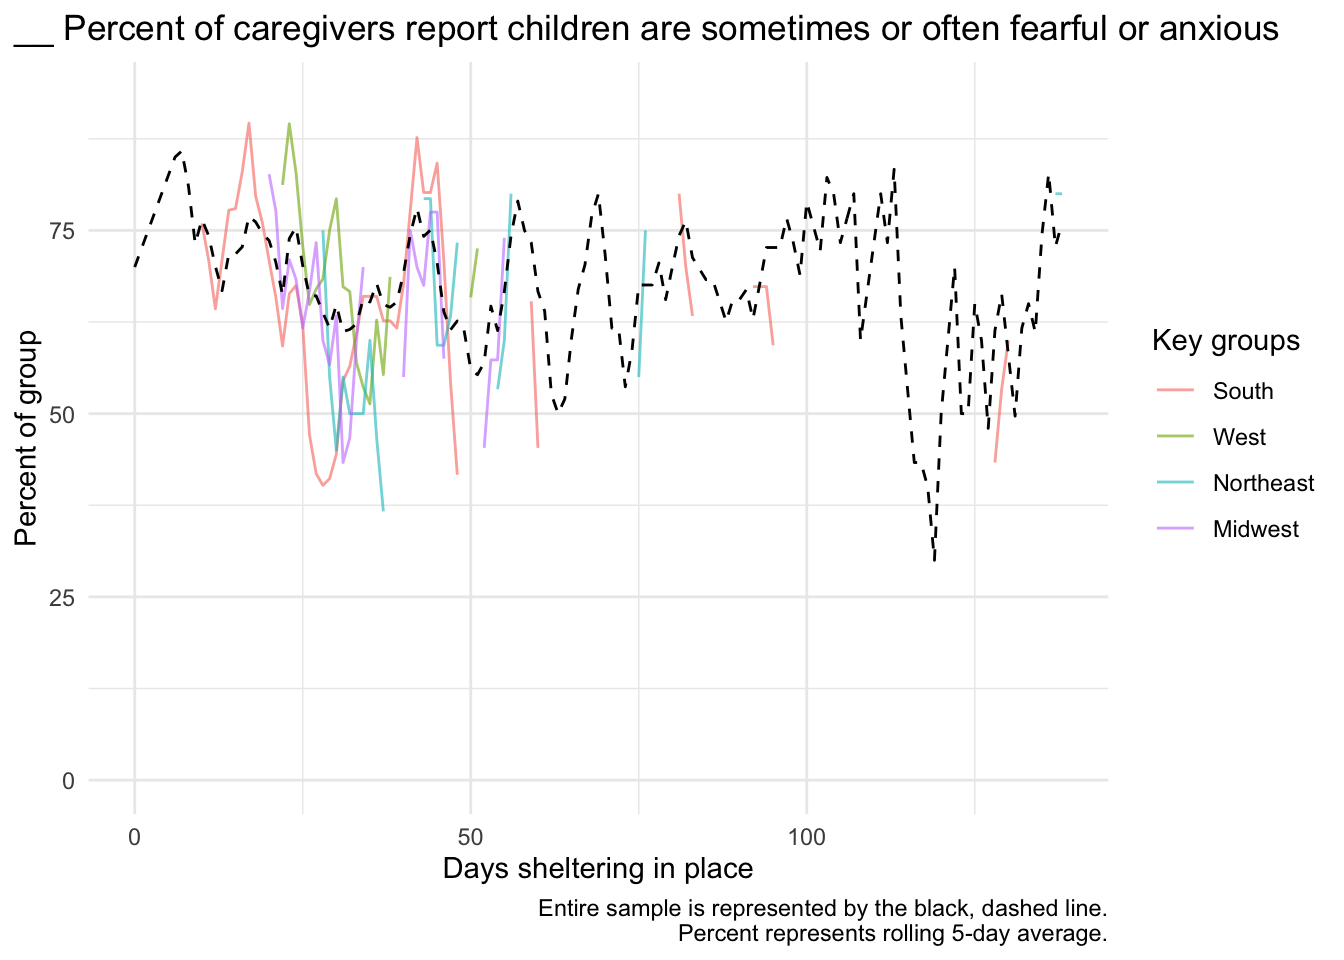 __ Percent of caregivers report children are sometimes or often fearful or anxious
Percent of group
75
50
25
0
0
50
100
Days sheltering in place
Key groups
South
West
Northeast
Midwest
Entire sample is represented by the black, dashed line.
Percent represents rolling 5-day average.